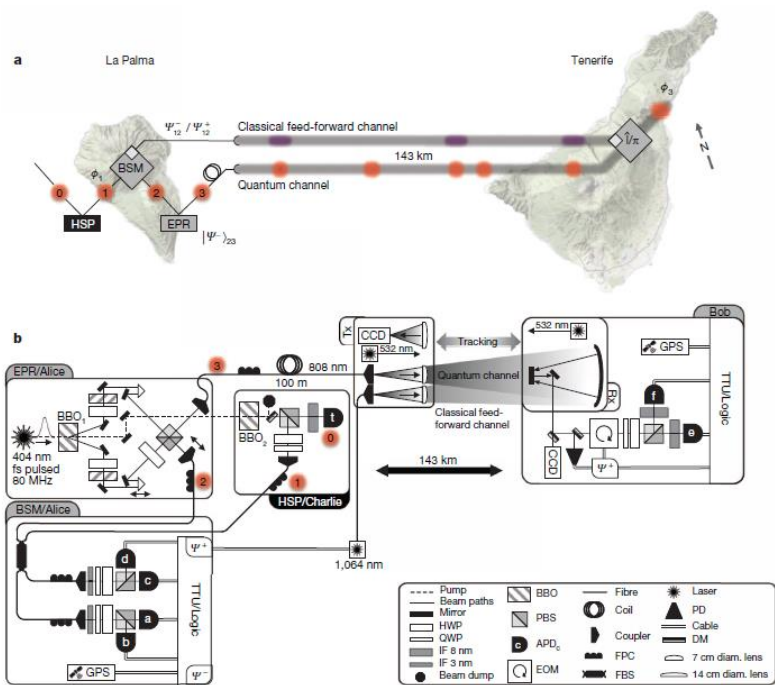 a
La Palma
Tenerife
Ψ⁻₁₂ / Ψ⁺₁₂
Classical feed-forward channel
ϕ₃
Î/π
143 km
Quantum channel
N
BSM
ϕ₁
0
1
2
3
HSP
EPR
|Ψ⁻⟩₂₃
b
EPR/Alice
BBO₁
404 nm
fs pulsed
80 MHz
3
2
100 m
808 nm
BBO₂
t
0
1
HSP/Charlie
Tx
CCD
532 nm
Tracking
Quantum channel
Classical feed-
forward channel
143 km
1,064 nm
532 nm
Rx
Bob
GPS
TTU/Logic
f
e
CCD
Ψ⁺
BSM/Alice
Ψ⁺
d
c
a
b
TTU/Logic
GPS
Ψ⁻
Pump
Beam paths
Mirror
HWP
QWP
IF 8 nm
IF 3 nm
Beam dump
BBO
PBS
c
APD꜀
EOM
Fibre
Coil
Coupler
FPC
FBS
Laser
PD
Cable
DM
7 cm diam. lens
14 cm diam. lens